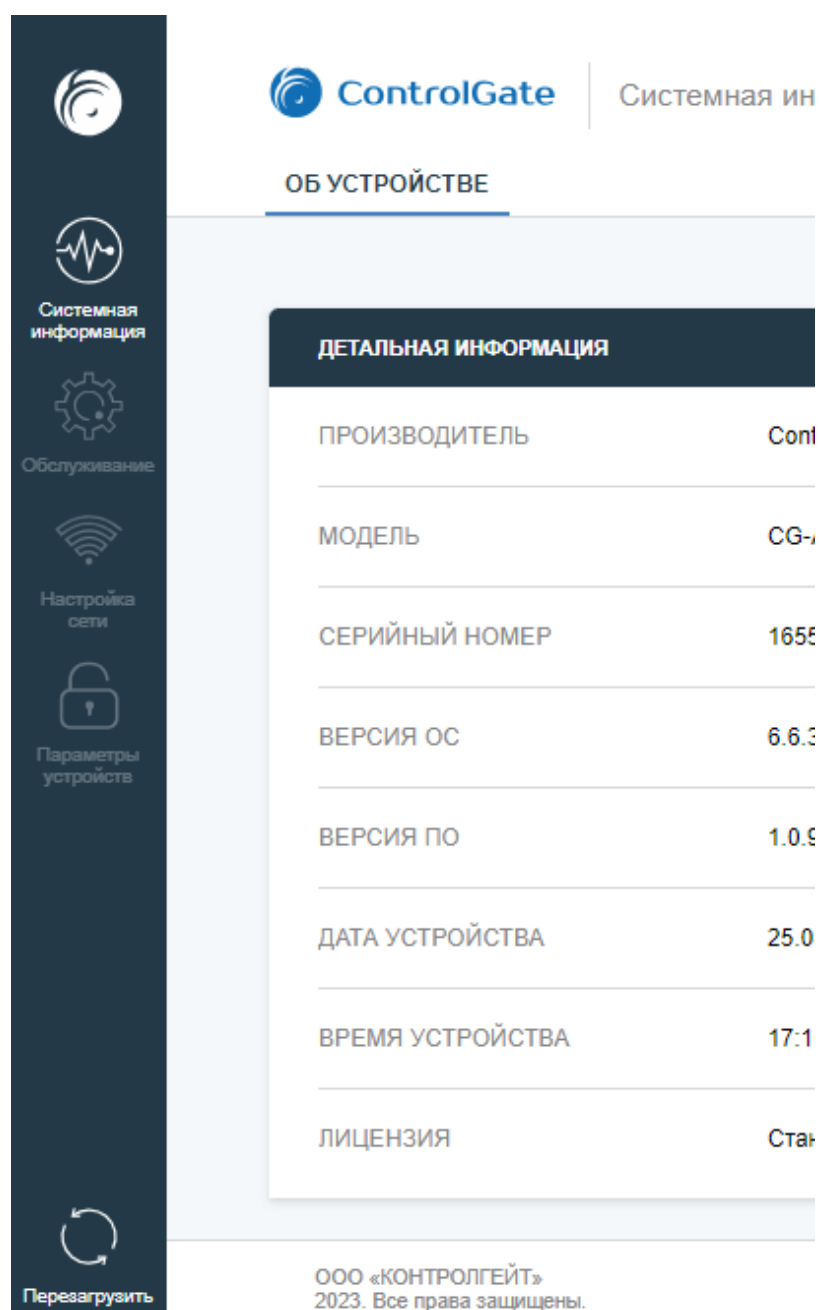 ControlGate
Системная ин
ОБ УСТРОЙСТВЕ
Системная
информация
Обслуживание
Настройка
сети
Параметры
устройств
Перезагрузить
ДЕТАЛЬНАЯ ИНФОРМАЦИЯ
ПРОИЗВОДИТЕЛЬ Cont
МОДЕЛЬ CG-
СЕРИЙНЫЙ НОМЕР 1655
ВЕРСИЯ ОС 6.6.3
ВЕРСИЯ ПО 1.0.9
ДАТА УСТРОЙСТВА 25.0
ВРЕМЯ УСТРОЙСТВА 17:1
ЛИЦЕНЗИЯ Стан
ООО «КОНТРОЛГЕЙТ»
2023. Все права защищены.